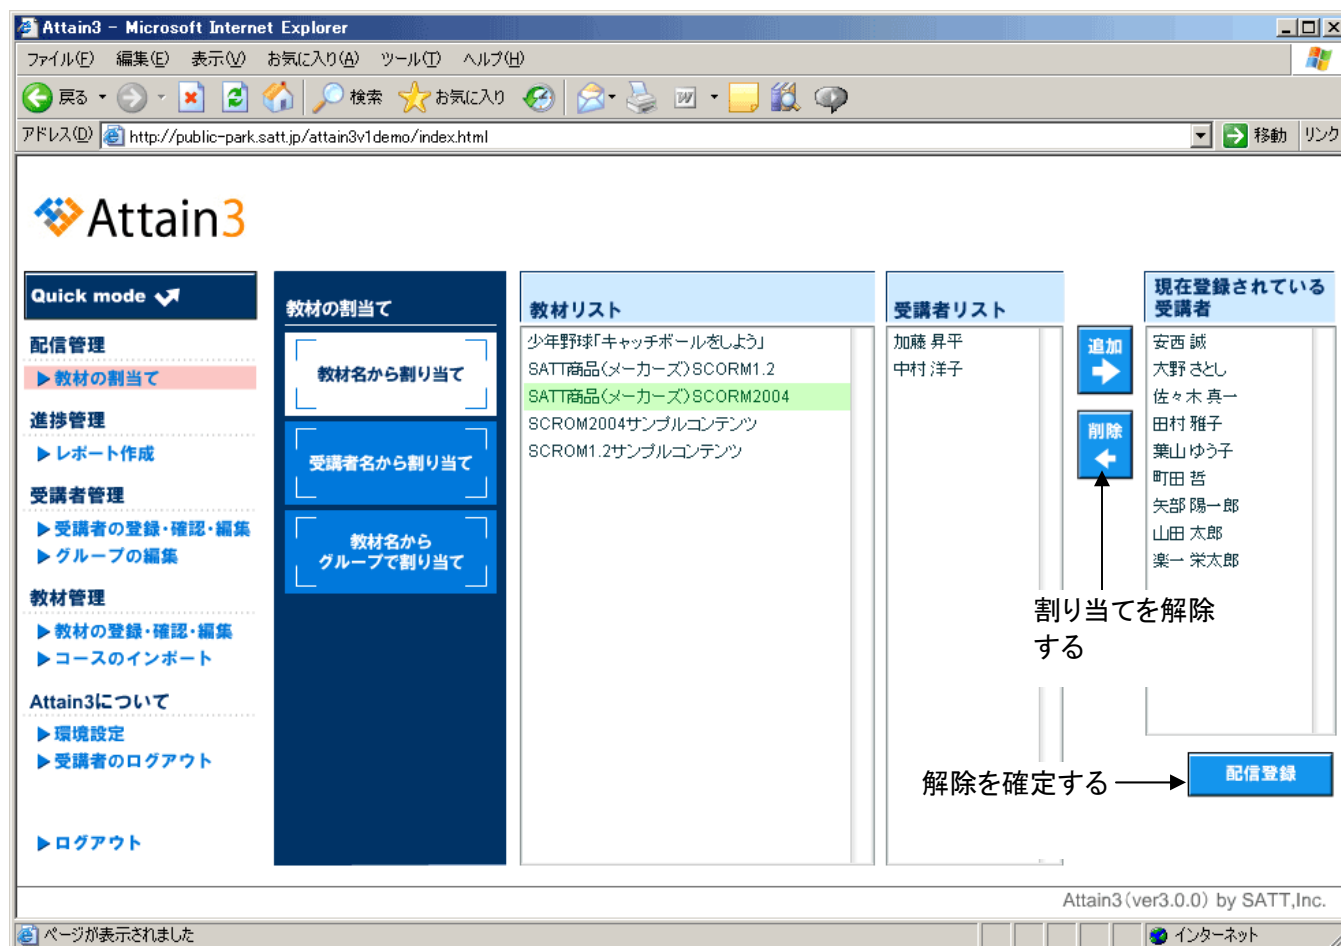 Attain3 - Microsoft Internet Explorer
ファイル(F) 編集(E) 表示(V) お気に入り(A) ツール(T) ヘルプ(H)
戻る 検索 お気に入り
アドレス(D) http://public-park.satt.jp/attain3v1demo/index.html 移動 リンク
Attain3
Quick mode
配信管理
▶教材の割当て
進捗管理
▶レポート作成
受講者管理
▶受講者の登録・確認・編集
▶グループの編集
教材管理
▶教材の登録・確認・編集
▶コースのインポート
Attain3について
▶環境設定
▶受講者のログアウト
▶ログアウト
教材の割当て
教材名から割り当て
受講者名から割り当て
教材名から
グループで割り当て
教材リスト
少年野球「キャッチボールをしよう」
SATT商品(メーカーズ)SCORM1.2
SATT商品(メーカーズ)SCORM2004
SCROM2004サンプルコンテンツ
SCROM1.2サンプルコンテンツ
受講者リスト
加藤 昇平
中村 洋子
追加
削除
割り当てを解除
する
現在登録されている
受講者
安西 誠
大野 さとし
佐々木 真一
田村 雅子
葉山 ゆう子
町田 哲
矢部 陽一郎
山田 太郎
楽一 栄太郎
解除を確定する
配信登録
Attain3(ver3.0.0) by SATT,Inc.
ページが表示されました インターネット